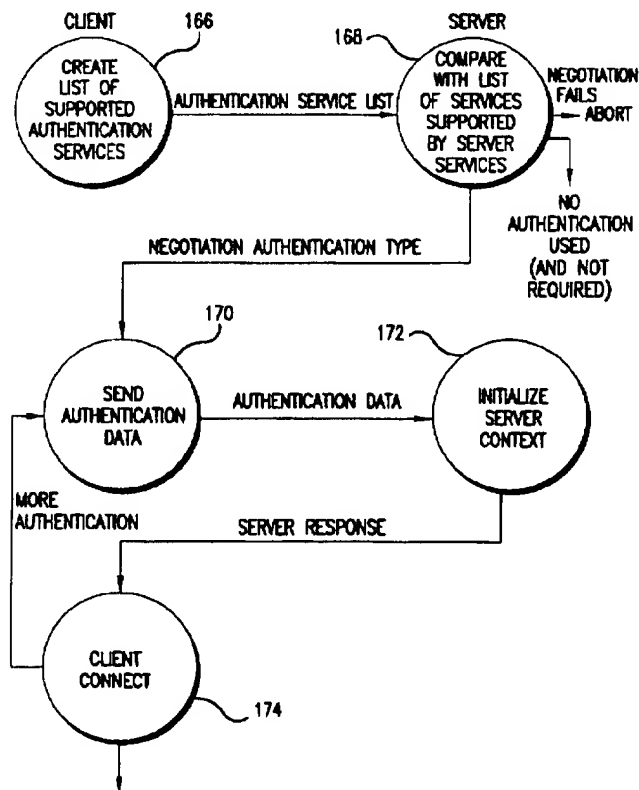 CLIENT
166
CREATE
LIST OF
SUPPORTED
AUTHENTICATION
SERVICES
AUTHENTICATION SERVICE LIST
SERVER
168
COMPARE
WITH LIST
OF SERVICES
SUPPORTED
BY SERVER
SERVICES
NEGOTIATION
FAILS
ABORT
NO
AUTHENTICATION
USED
(AND NOT
REQUIRED)
NEGOTIATION AUTHENTICATION TYPE
170
SEND
AUTHENTICATION
DATA
AUTHENTICATION DATA
172
INITIALIZE
SERVER
CONTEXT
MORE
AUTHENTICATION
SERVER RESPONSE
CLIENT
CONNECT
174